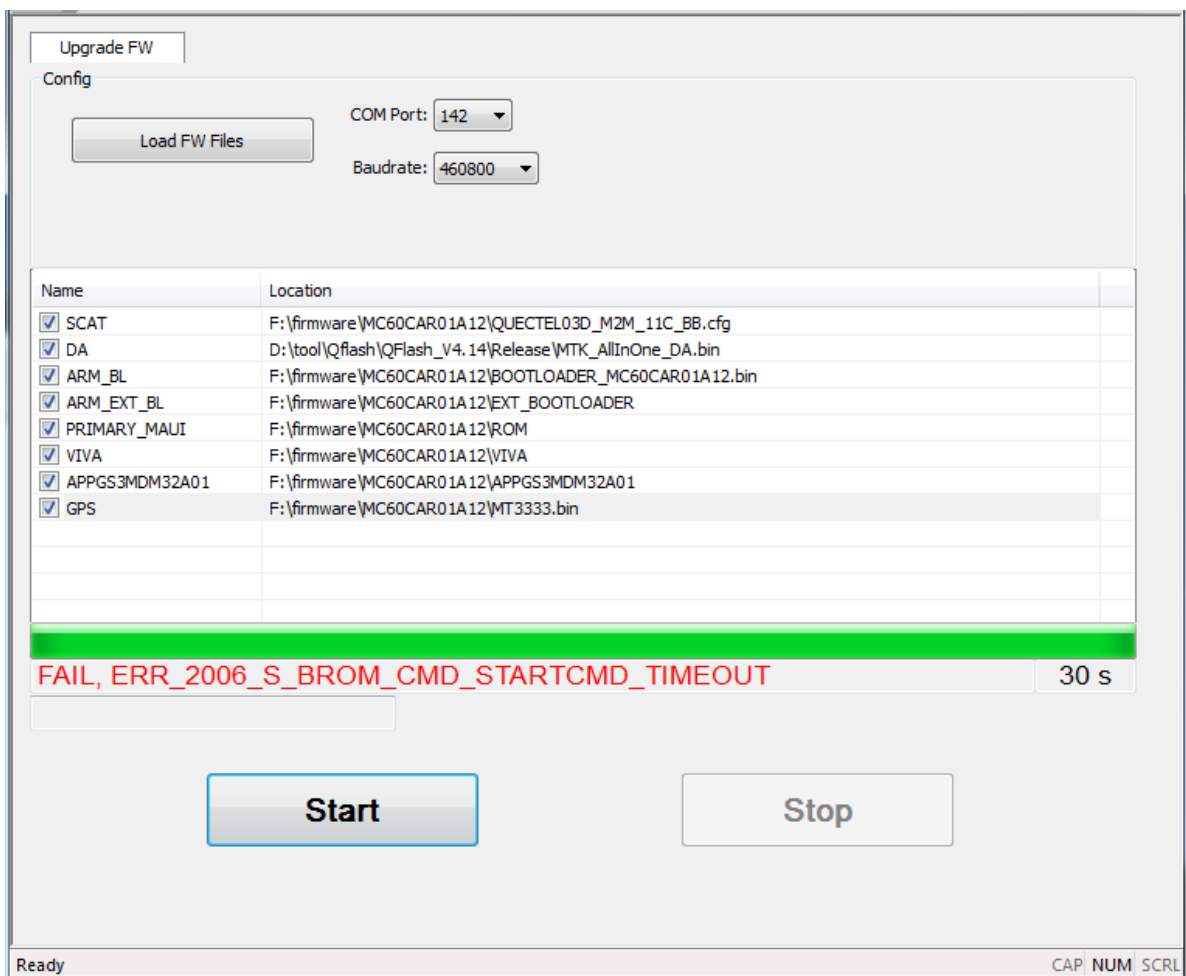 Upgrade FW
Config
Load FW Files
COM Port: 142
Baudrate: 460800
Name Location
SCAT F:\firmware\MC60CAR01A12\QUECTEL03D_M2M_11C_BB.cfg
DA D:\tool\Qflash\QFlash_V4.14\Release\MTK_AllInOne_DA.bin
ARM_BL F:\firmware\MC60CAR01A12\BOOTLOADER_MC60CAR01A12.bin
ARM_EXT_BL F:\firmware\MC60CAR01A12\EXT_BOOTLOADER
PRIMARY_MAUI F:\firmware\MC60CAR01A12\ROM
VIVA F:\firmware\MC60CAR01A12\VIVA
APPGS3MDM32A01 F:\firmware\MC60CAR01A12\APPGS3MDM32A01
GPS F:\firmware\MC60CAR01A12\MT3333.bin
FAIL, ERR_2006_S_BROM_CMD_STARTCMD_TIMEOUT 30 s
Start Stop
Ready CAP NUM SCRL